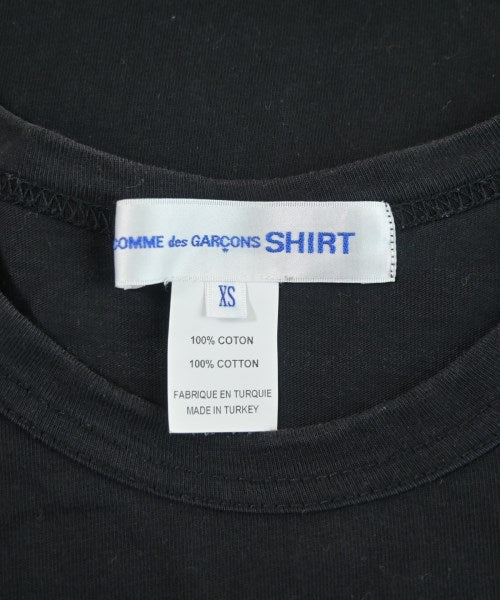 COMME des GARÇONS SHIRT
XS
100% COTON
100% COTTON
FABRIQUE EN TURQUIE
MADE IN TURKEY